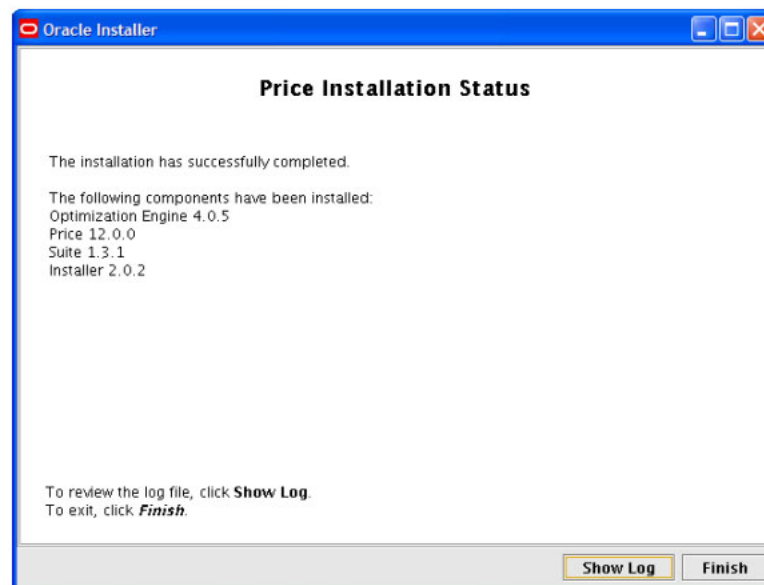 Oracle Installer
Price Installation Status
The installation has successfully completed.
The following components have been installed:
Optimization Engine 4.0.5
Price 12.0.0
Suite 1.3.1
Installer 2.0.2
To review the log file, click Show Log.
To exit, click Finish.
Show Log
Finish